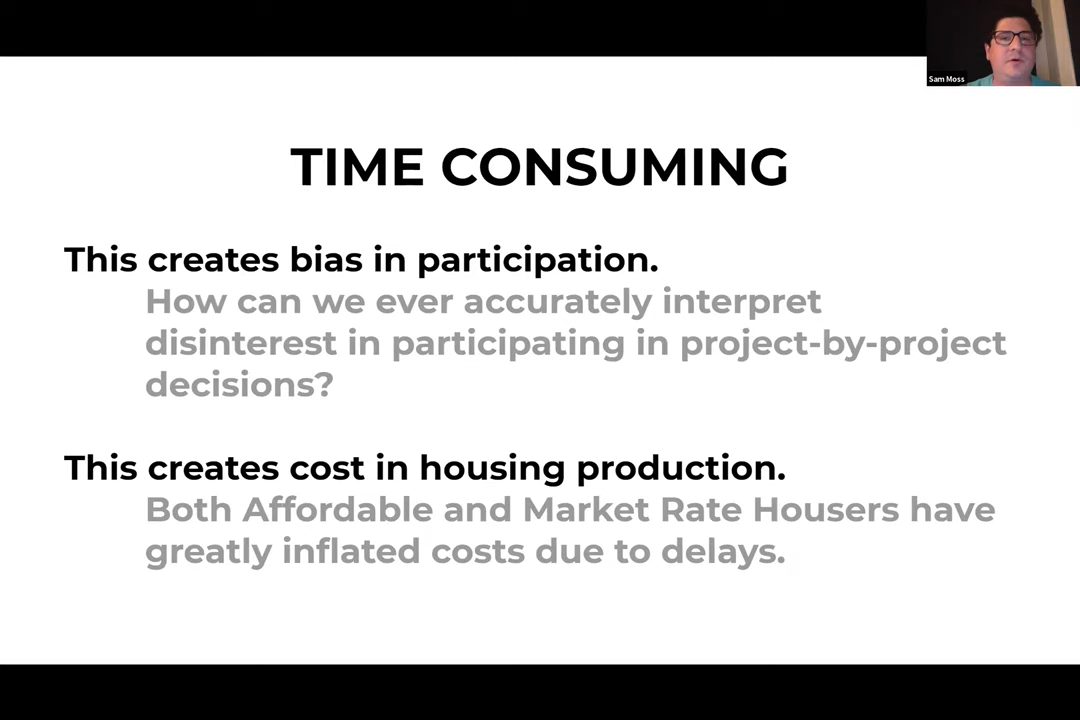 Sam Moss
TIME CONSUMING
This creates bias in participation.
How can we ever accurately interpret
disinterest in participating in project-by-project
decisions?
This creates cost in housing production.
Both Affordable and Market Rate Housers have
greatly inflated costs due to delays.